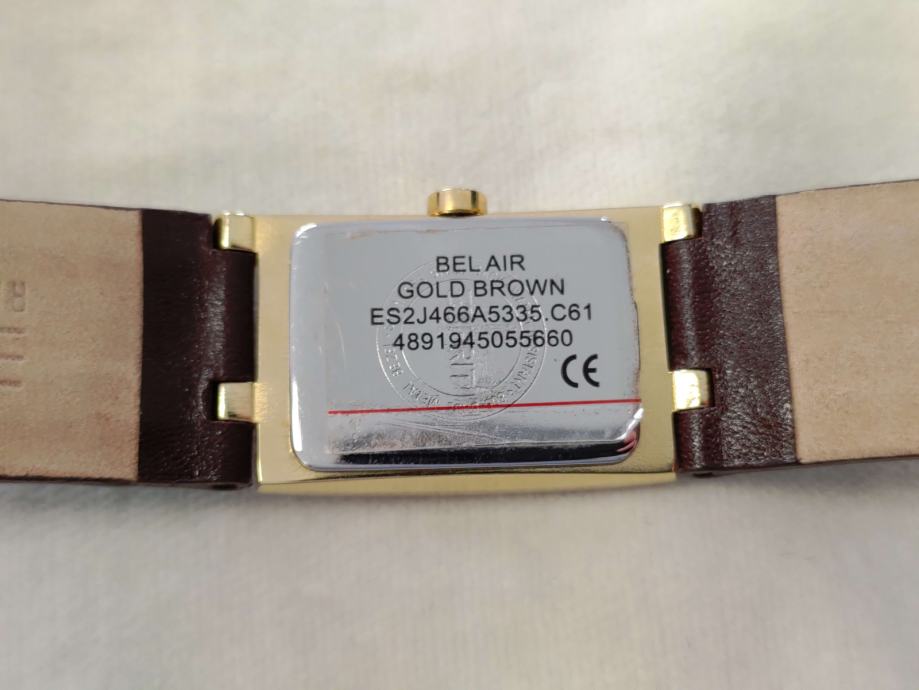 BEL AIR
GOLD BROWN
ES2J466A5335.C61
4891945055660
CE